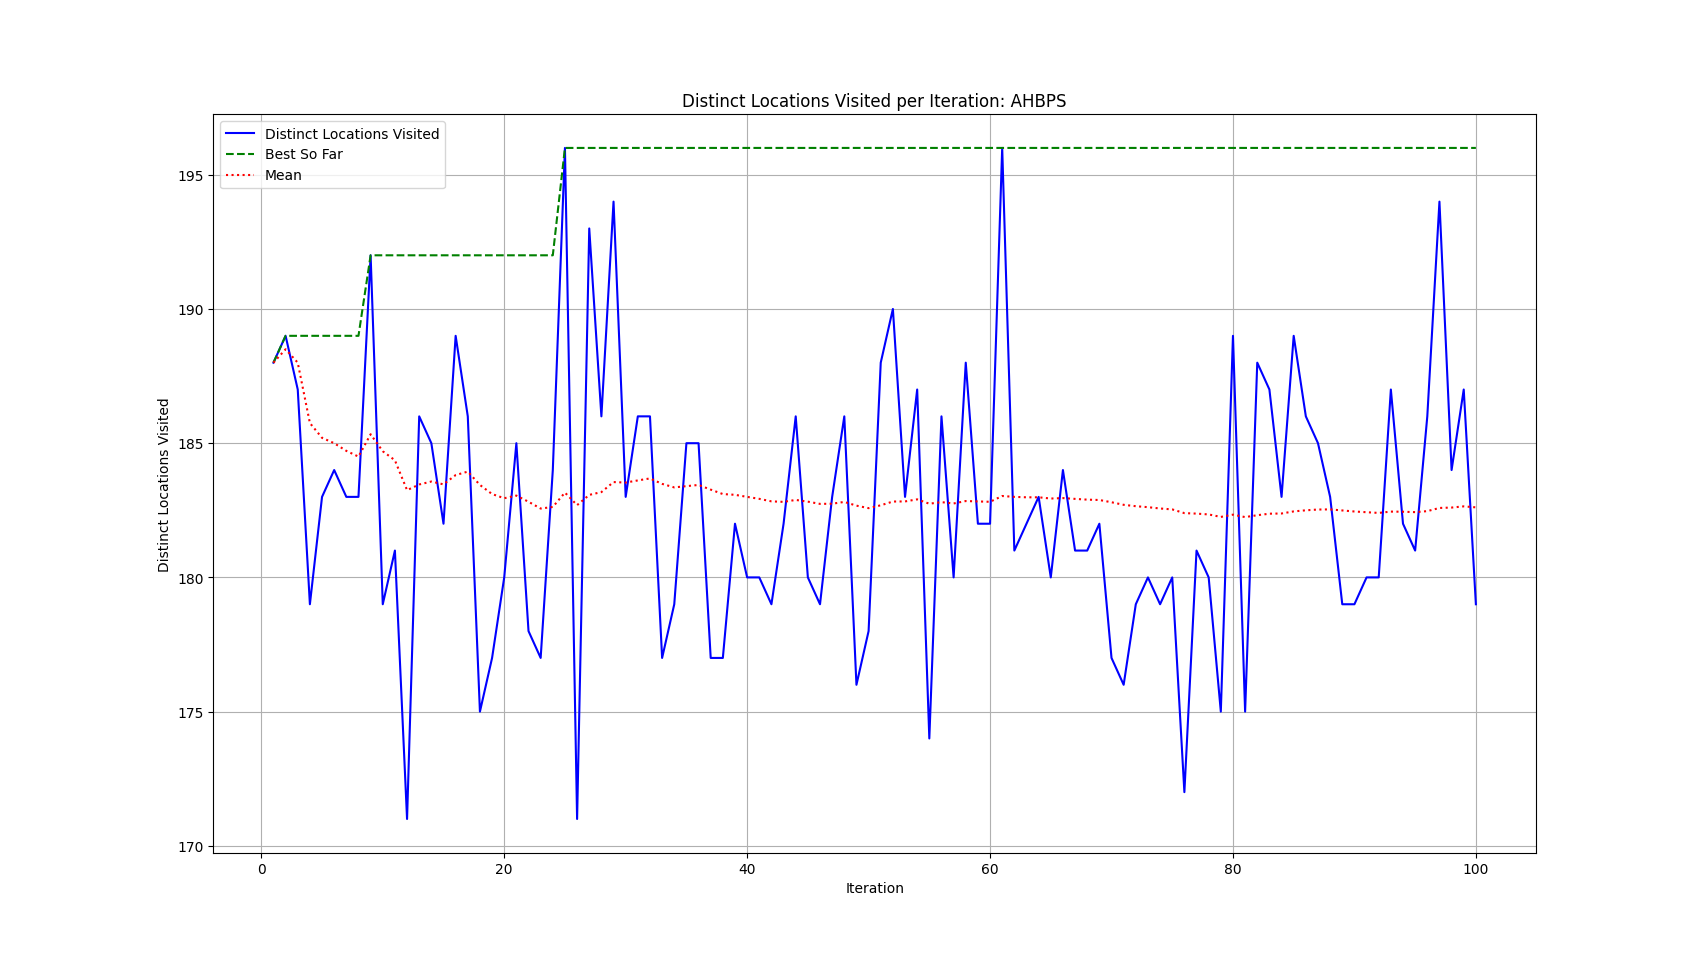 Distinct Locations Visited per Iteration: AHBPS
Distinct Locations Visited
Best So Far
Mean
195
190
185
180
175
170
Distinct Locations Visited
0 20 40 60 80 100
Iteration